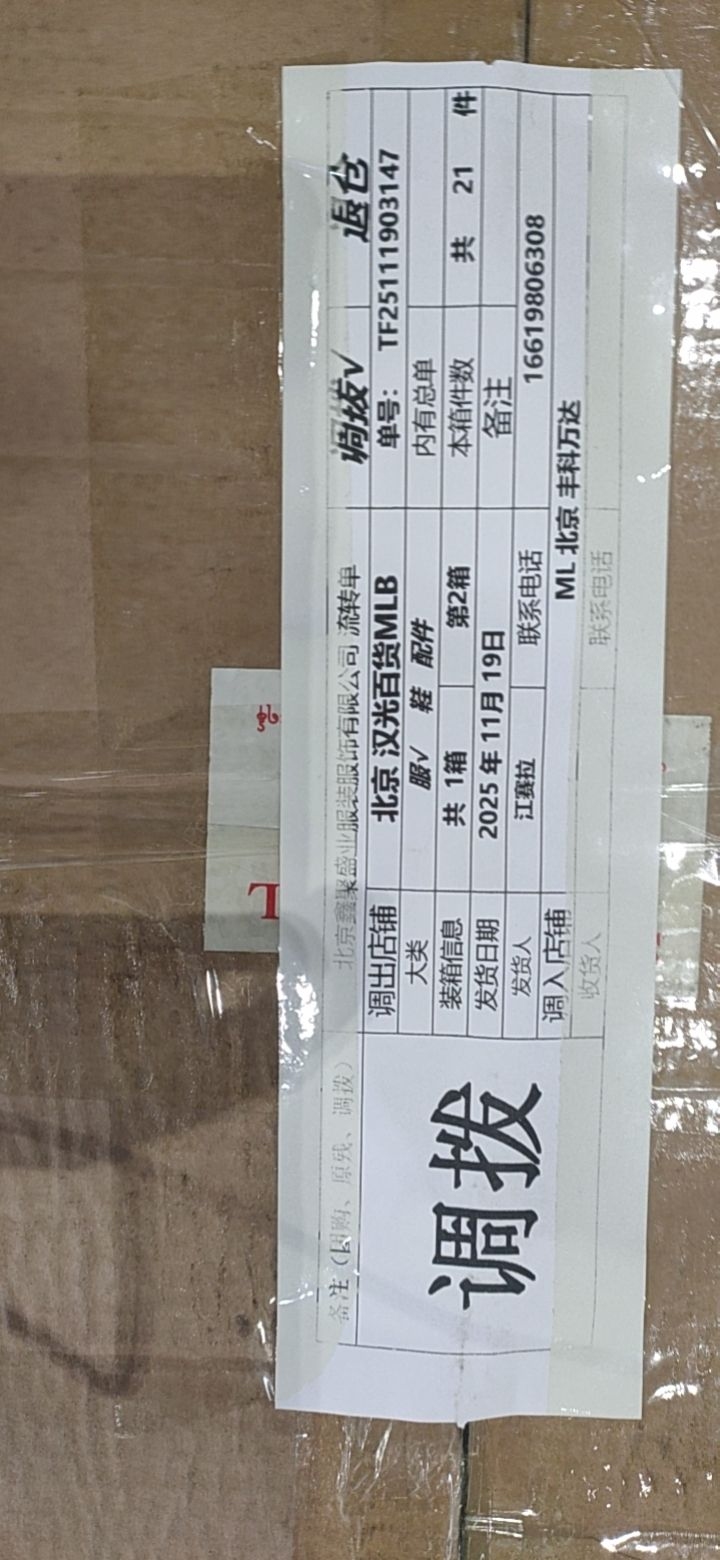 备注（团购、原残、调拨） 北京鑫聚盛业服装服饰有限公司 流转单 调拨√ 退仓
调拨
调出店铺 北京 汉光百货MLB 单号： TF25111903147
大类 服√ 鞋 配件 内有总单
装箱信息 共 1箱 第2箱 本箱件数 共 21 件
发货日期 2025 年 11月 19日 备注
发货人 江赛拉 联系电话 16619806308
调入店铺 ML 北京 丰科万达
收货人 联系电话